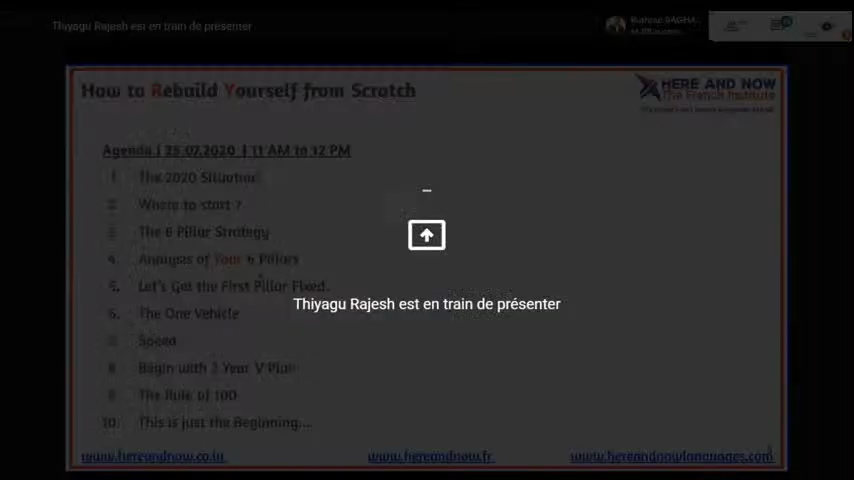 Thiyagu Rajesh est en train de présenter
How to Rebuild Yourself from Scratch
HERE AND NOW
The French Institute
Agenda | 25.07.2020 | 11 AM to 12 PM
1. The 2020 Situation
2. Where to start ?
3. The 6 Pillar Strategy
4. Analysis of Your 6 Pillars
5. Let's Get the First Pillar Fixed.
6. The One Vehicle
7. Speed
8. Begin with 3 Year V Plan
9. The Rule of 100
10. This is just the Beginning...
Thiyagu Rajesh est en train de présenter
www.hereandnow.co.in
www.hereandnow.fr
www.hereandnowlanguages.com